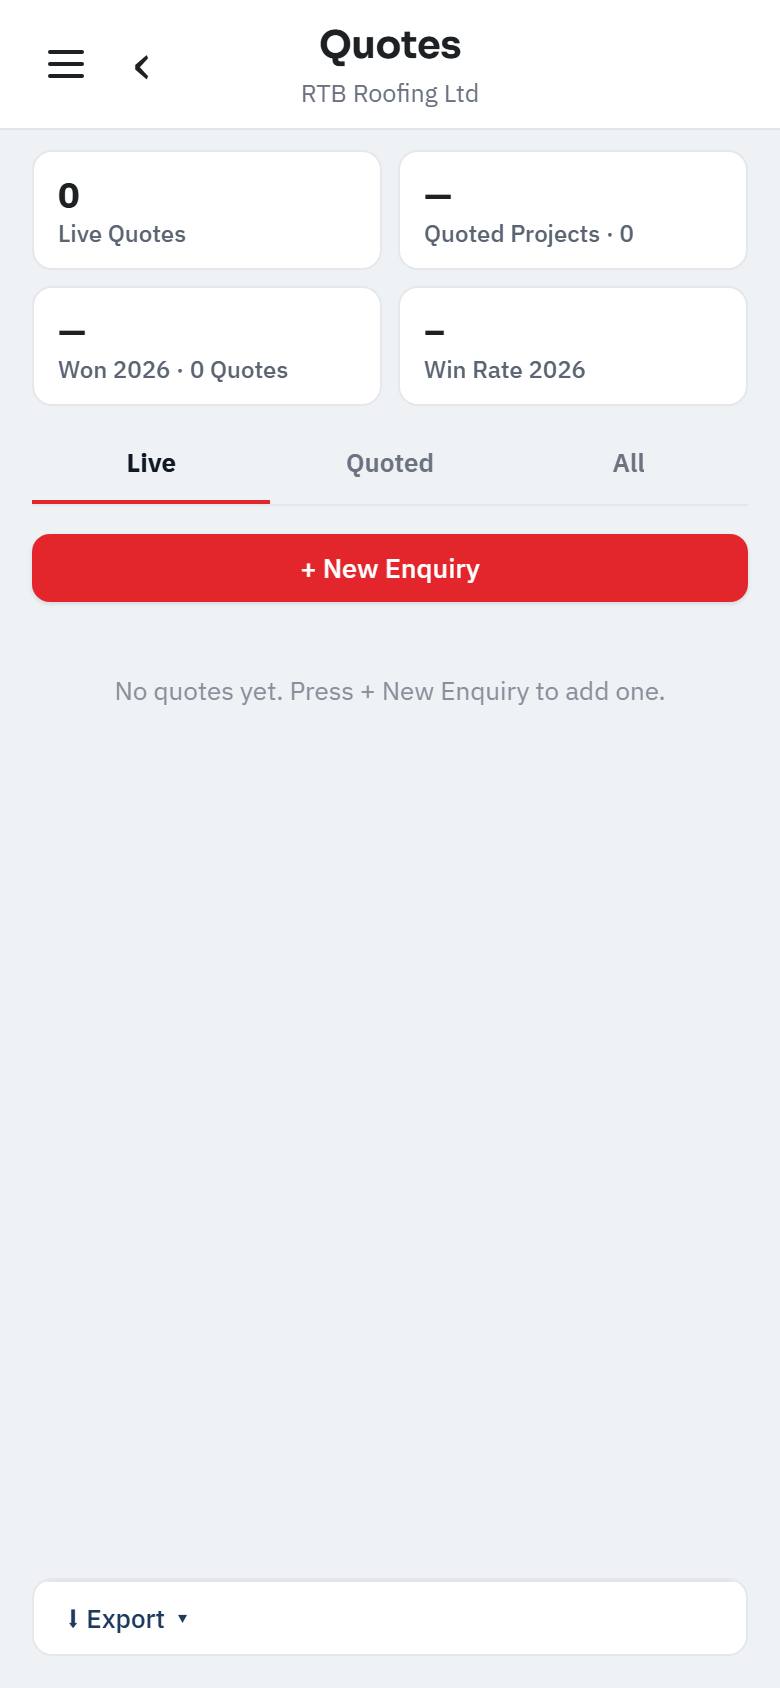 Quotes
RTB Roofing Ltd
0
Live Quotes
—
Quoted Projects · 0
—
Won 2026 · 0 Quotes
–
Win Rate 2026
Live
Quoted
All
+ New Enquiry
No quotes yet. Press + New Enquiry to add one.
⬇ Export ▾